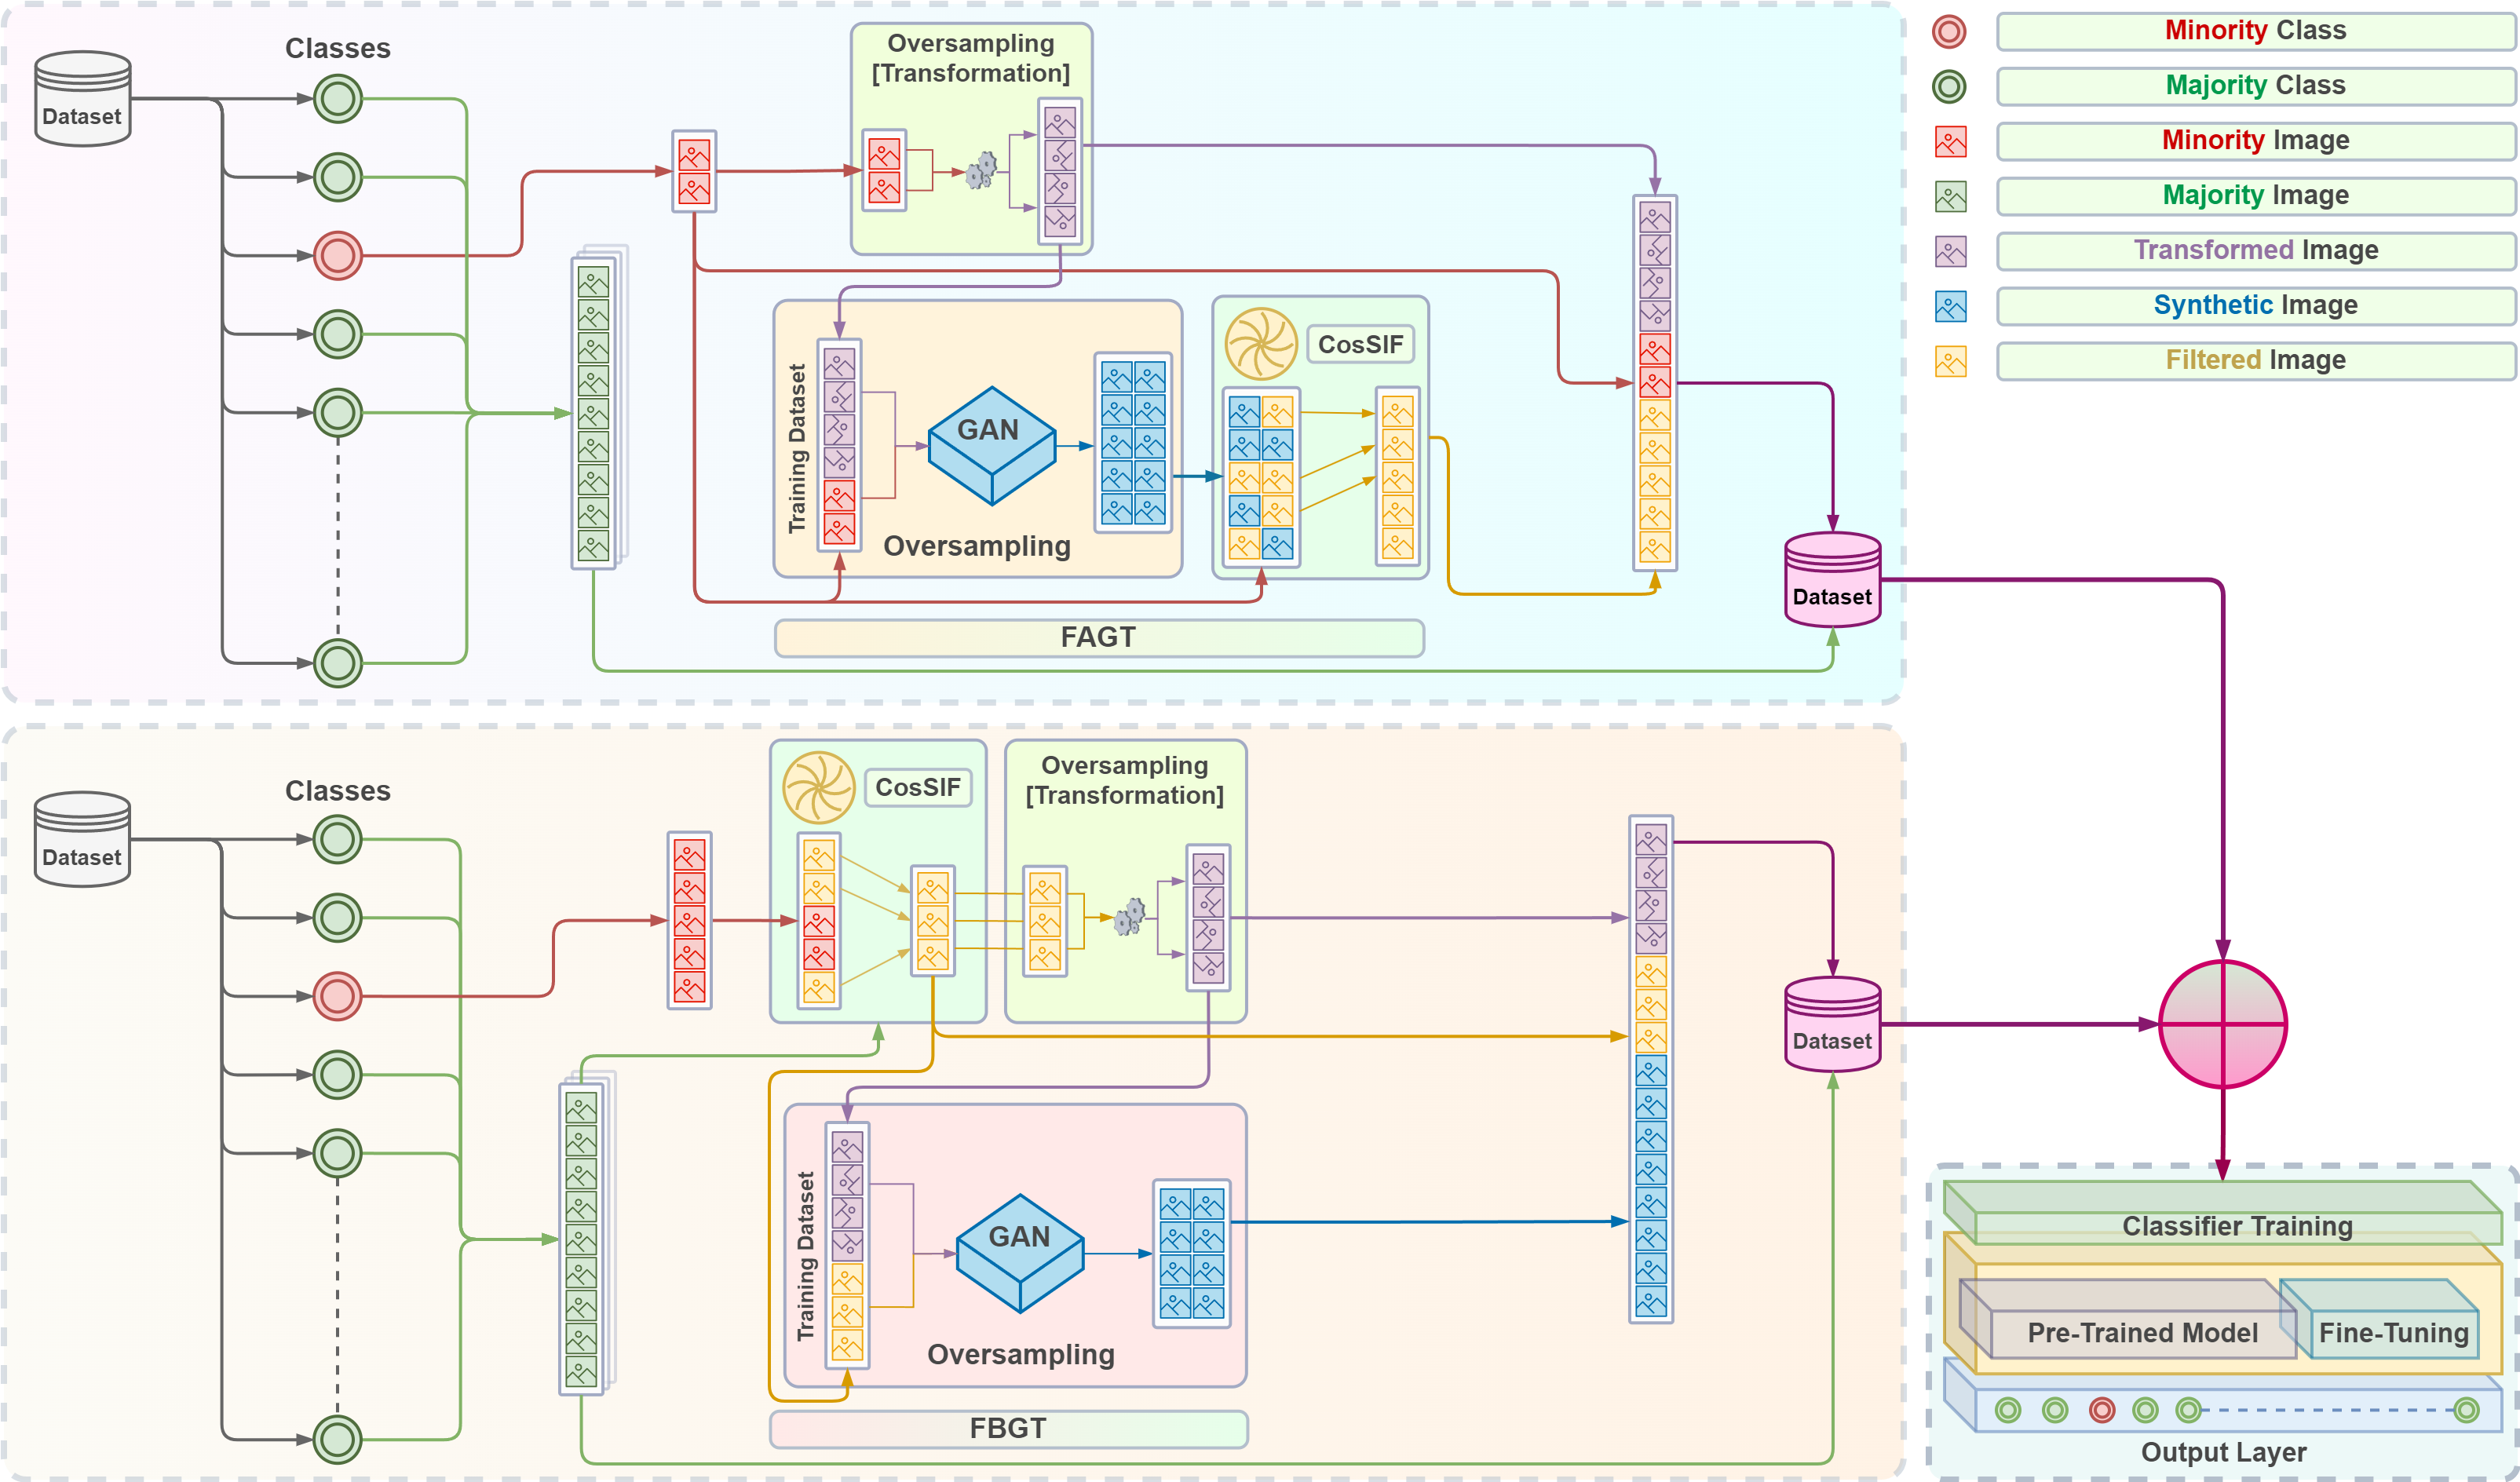 Classes
Dataset
Oversampling
[Transformation]
Training Dataset
GAN
Oversampling
CosSIF
FAGT
Dataset
Minority Class
Majority Class
Minority Image
Majority Image
Transformed Image
Synthetic Image
Filtered Image
Classes
Dataset
CosSIF
Oversampling
[Transformation]
Training Dataset
GAN
Oversampling
FBGT
Dataset
Classifier Training
Pre-Trained Model
Fine-Tuning
Output Layer